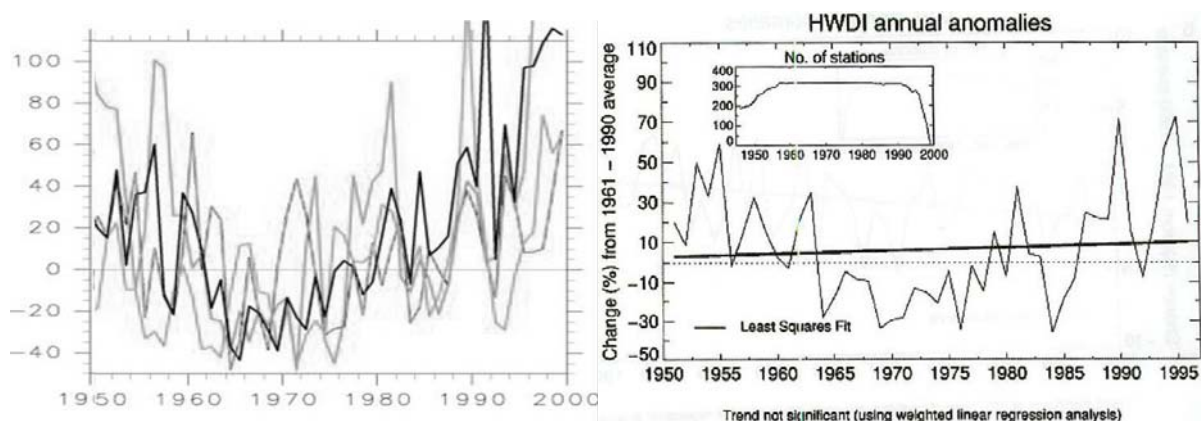 100
80
60
40
20
0
-20
-40
1950 1960 1970 1980 1990 2000
HWDI annual anomalies
Change (%) from 1961 – 1990 average
110
90
70
50
30
10
-10
-30
-50
No. of stations
400
300
200
100
0
1950 1960 1970 1980 1990 2000
Least Squares Fit
1950 1955 1960 1965 1970 1975 1980 1985 1990 1995
Trend not significant (using weighted linear regression analysis)